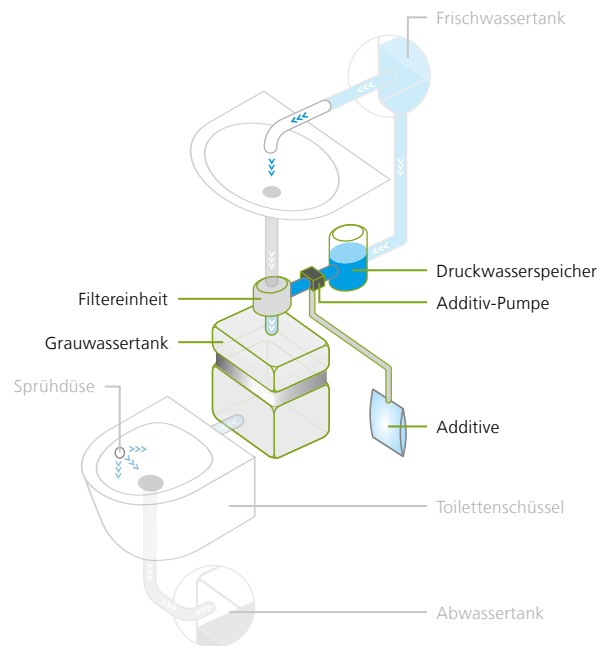 Frischwassertank
Druckwasserspeicher
Filtereinheit
Additiv-Pumpe
Grauwassertank
Sprühdüse
Additive
Toilettenschüssel
Abwassertank